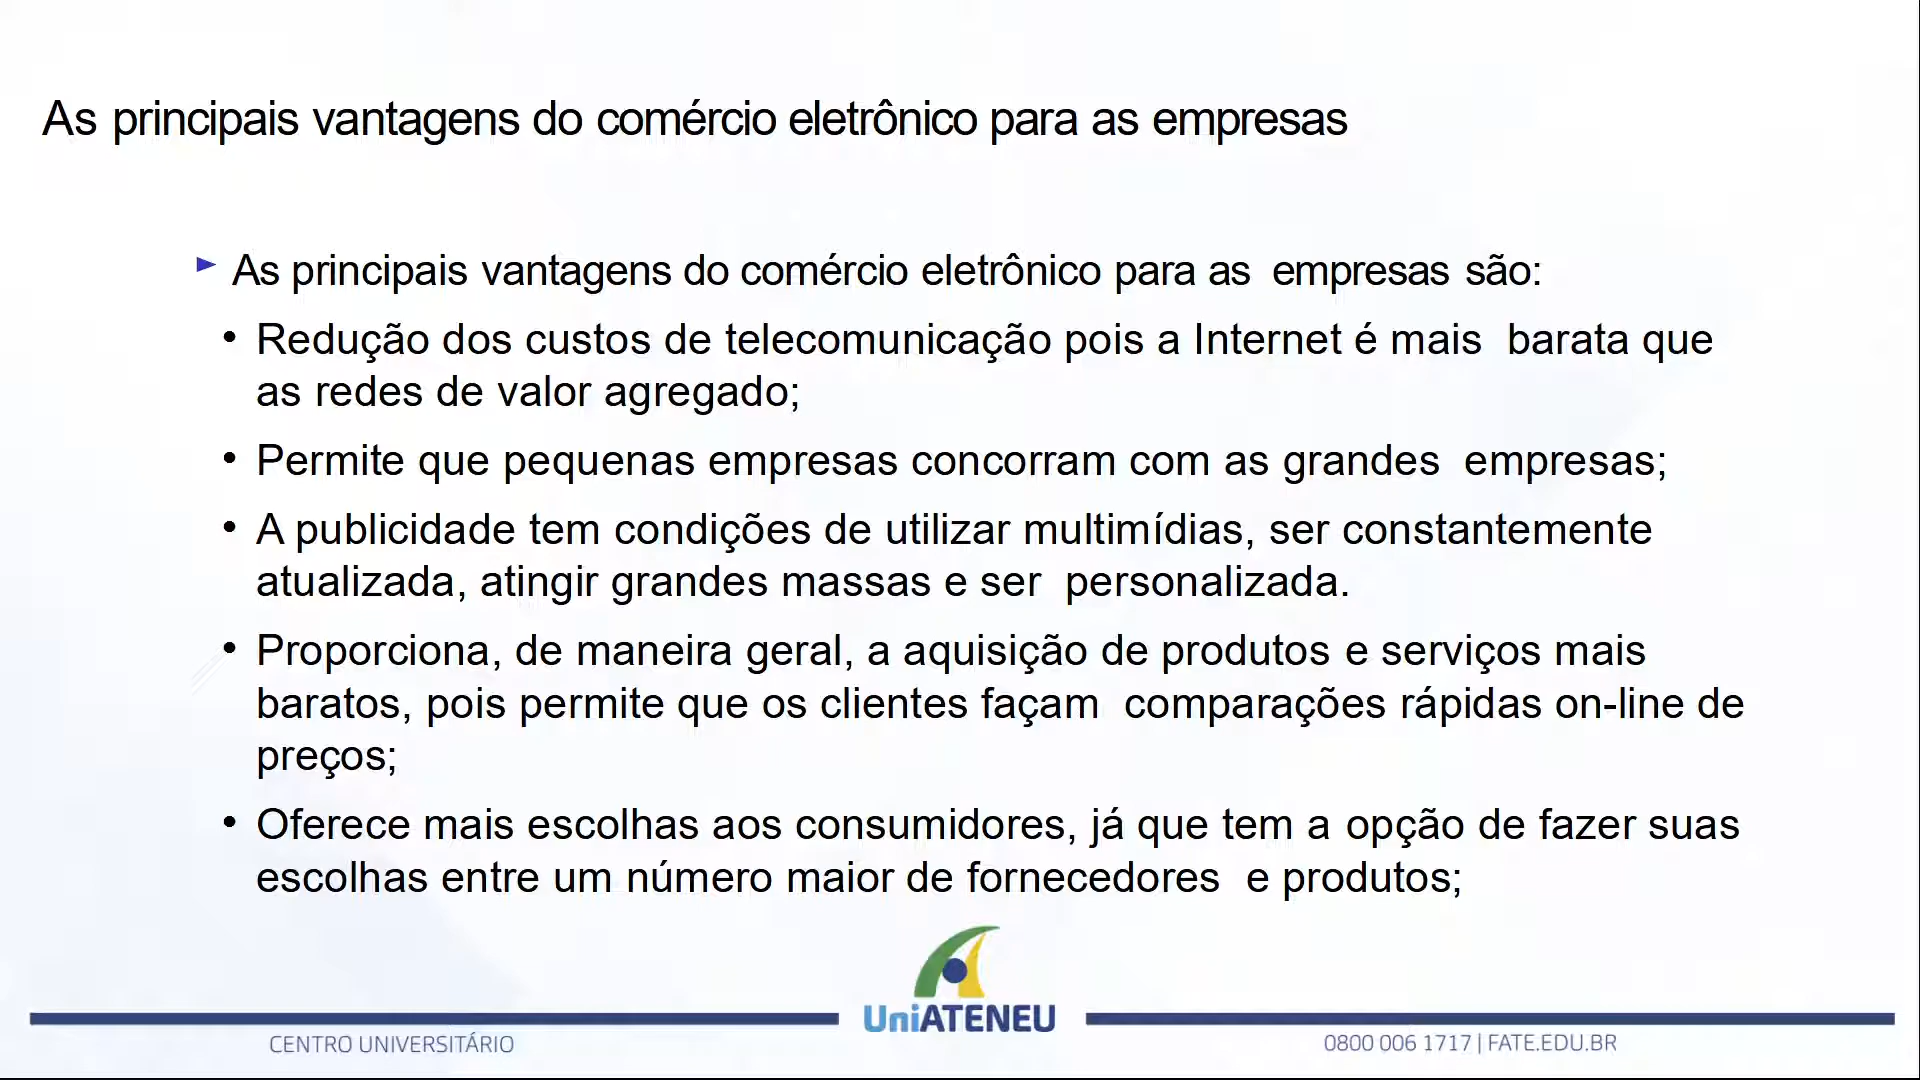 As principais vantagens do comércio eletrônico para as empresas
► As principais vantagens do comércio eletrônico para as empresas são:
• Redução dos custos de telecomunicação pois a Internet é mais barata que
as redes de valor agregado;
• Permite que pequenas empresas concorram com as grandes empresas;
• A publicidade tem condições de utilizar multimídias, ser constantemente
atualizada, atingir grandes massas e ser personalizada.
• Proporciona, de maneira geral, a aquisição de produtos e serviços mais
baratos, pois permite que os clientes façam comparações rápidas on-line de
preços;
• Oferece mais escolhas aos consumidores, já que tem a opção de fazer suas
escolhas entre um número maior de fornecedores e produtos;
UniATENEU
CENTRO UNIVERSITÁRIO
0800 006 1717 | FATE.EDU.BR